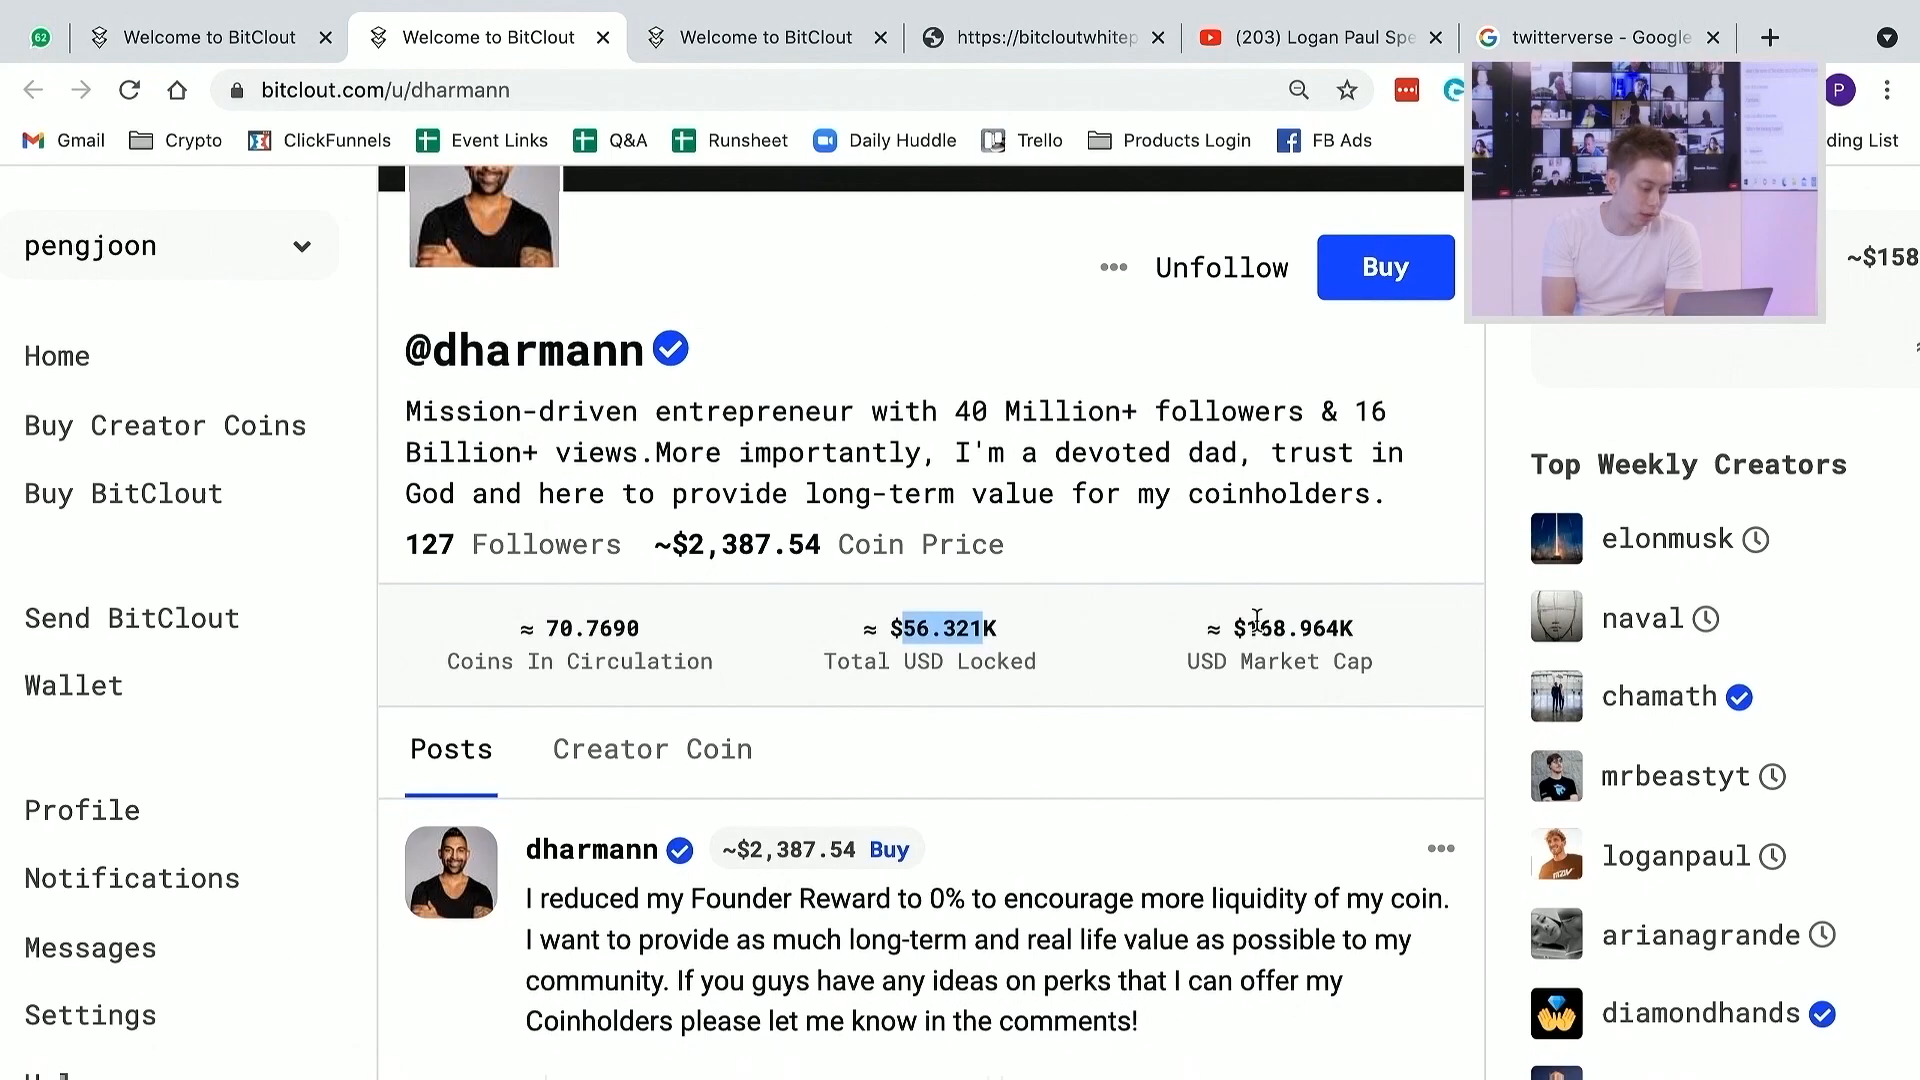 62
Welcome to BitClout
Welcome to BitClout
Welcome to BitClout
https://bitcloutwhitep
(203) Logan Paul Spe
twitterverse - Google
bitclout.com/u/dharmann
P
Gmail
Crypto
ClickFunnels
Event Links
Q&A
Runsheet
Daily Huddle
Trello
Products Login
FB Ads
ding List
pengjoon
Home
Buy Creator Coins
Buy BitClout
Send BitClout
Wallet
Profile
Notifications
Messages
Settings
Unfollow
Buy
@dharmann
Mission-driven entrepreneur with 40 Million+ followers & 16
Billion+ views.More importantly, I'm a devoted dad, trust in
God and here to provide long-term value for my coinholders.
127 Followers ~$2,387.54 Coin Price
≈ 70.7690
Coins In Circulation
≈ $56.321K
Total USD Locked
≈ $168.964K
USD Market Cap
Posts
Creator Coin
dharmann ~$2,387.54 Buy
I reduced my Founder Reward to 0% to encourage more liquidity of my coin.
I want to provide as much long-term and real life value as possible to my
community. If you guys have any ideas on perks that I can offer my
Coinholders please let me know in the comments!
~$158
Top Weekly Creators
elonmusk
naval
chamath
mrbeastyt
loganpaul
arianagrande
diamondhands